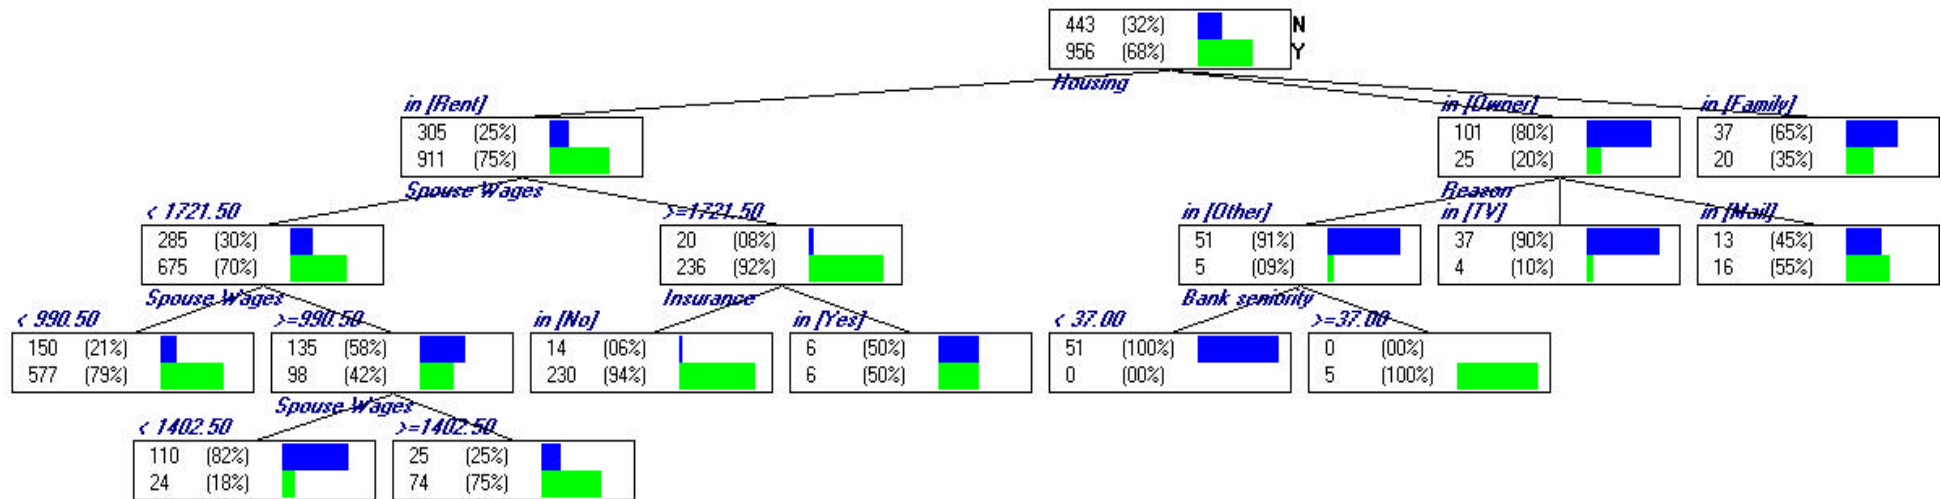 443 (32%) N
956 (68%) Y
Housing
in [Rent]
305 (25%)
911 (75%)
in [Owner]
101 (80%)
25 (20%)
in [Family]
37 (65%)
20 (35%)
Spouse Wages
Reason
< 1721.50
285 (30%)
675 (70%)
>=1721.50
20 (08%)
236 (92%)
in [Other]
51 (91%)
5 (09%)
in [TV]
37 (90%)
4 (10%)
in [Mail]
13 (45%)
16 (55%)
Spouse Wages
Insurance
Bank seniority
< 990.50
150 (21%)
577 (79%)
>=990.50
135 (58%)
98 (42%)
in [No]
14 (06%)
230 (94%)
in [Yes]
6 (50%)
6 (50%)
< 37.00
51 (100%)
0 (00%)
>=37.00
0 (00%)
5 (100%)
Spouse Wages
< 1402.50
110 (82%)
24 (18%)
>=1402.50
25 (25%)
74 (75%)